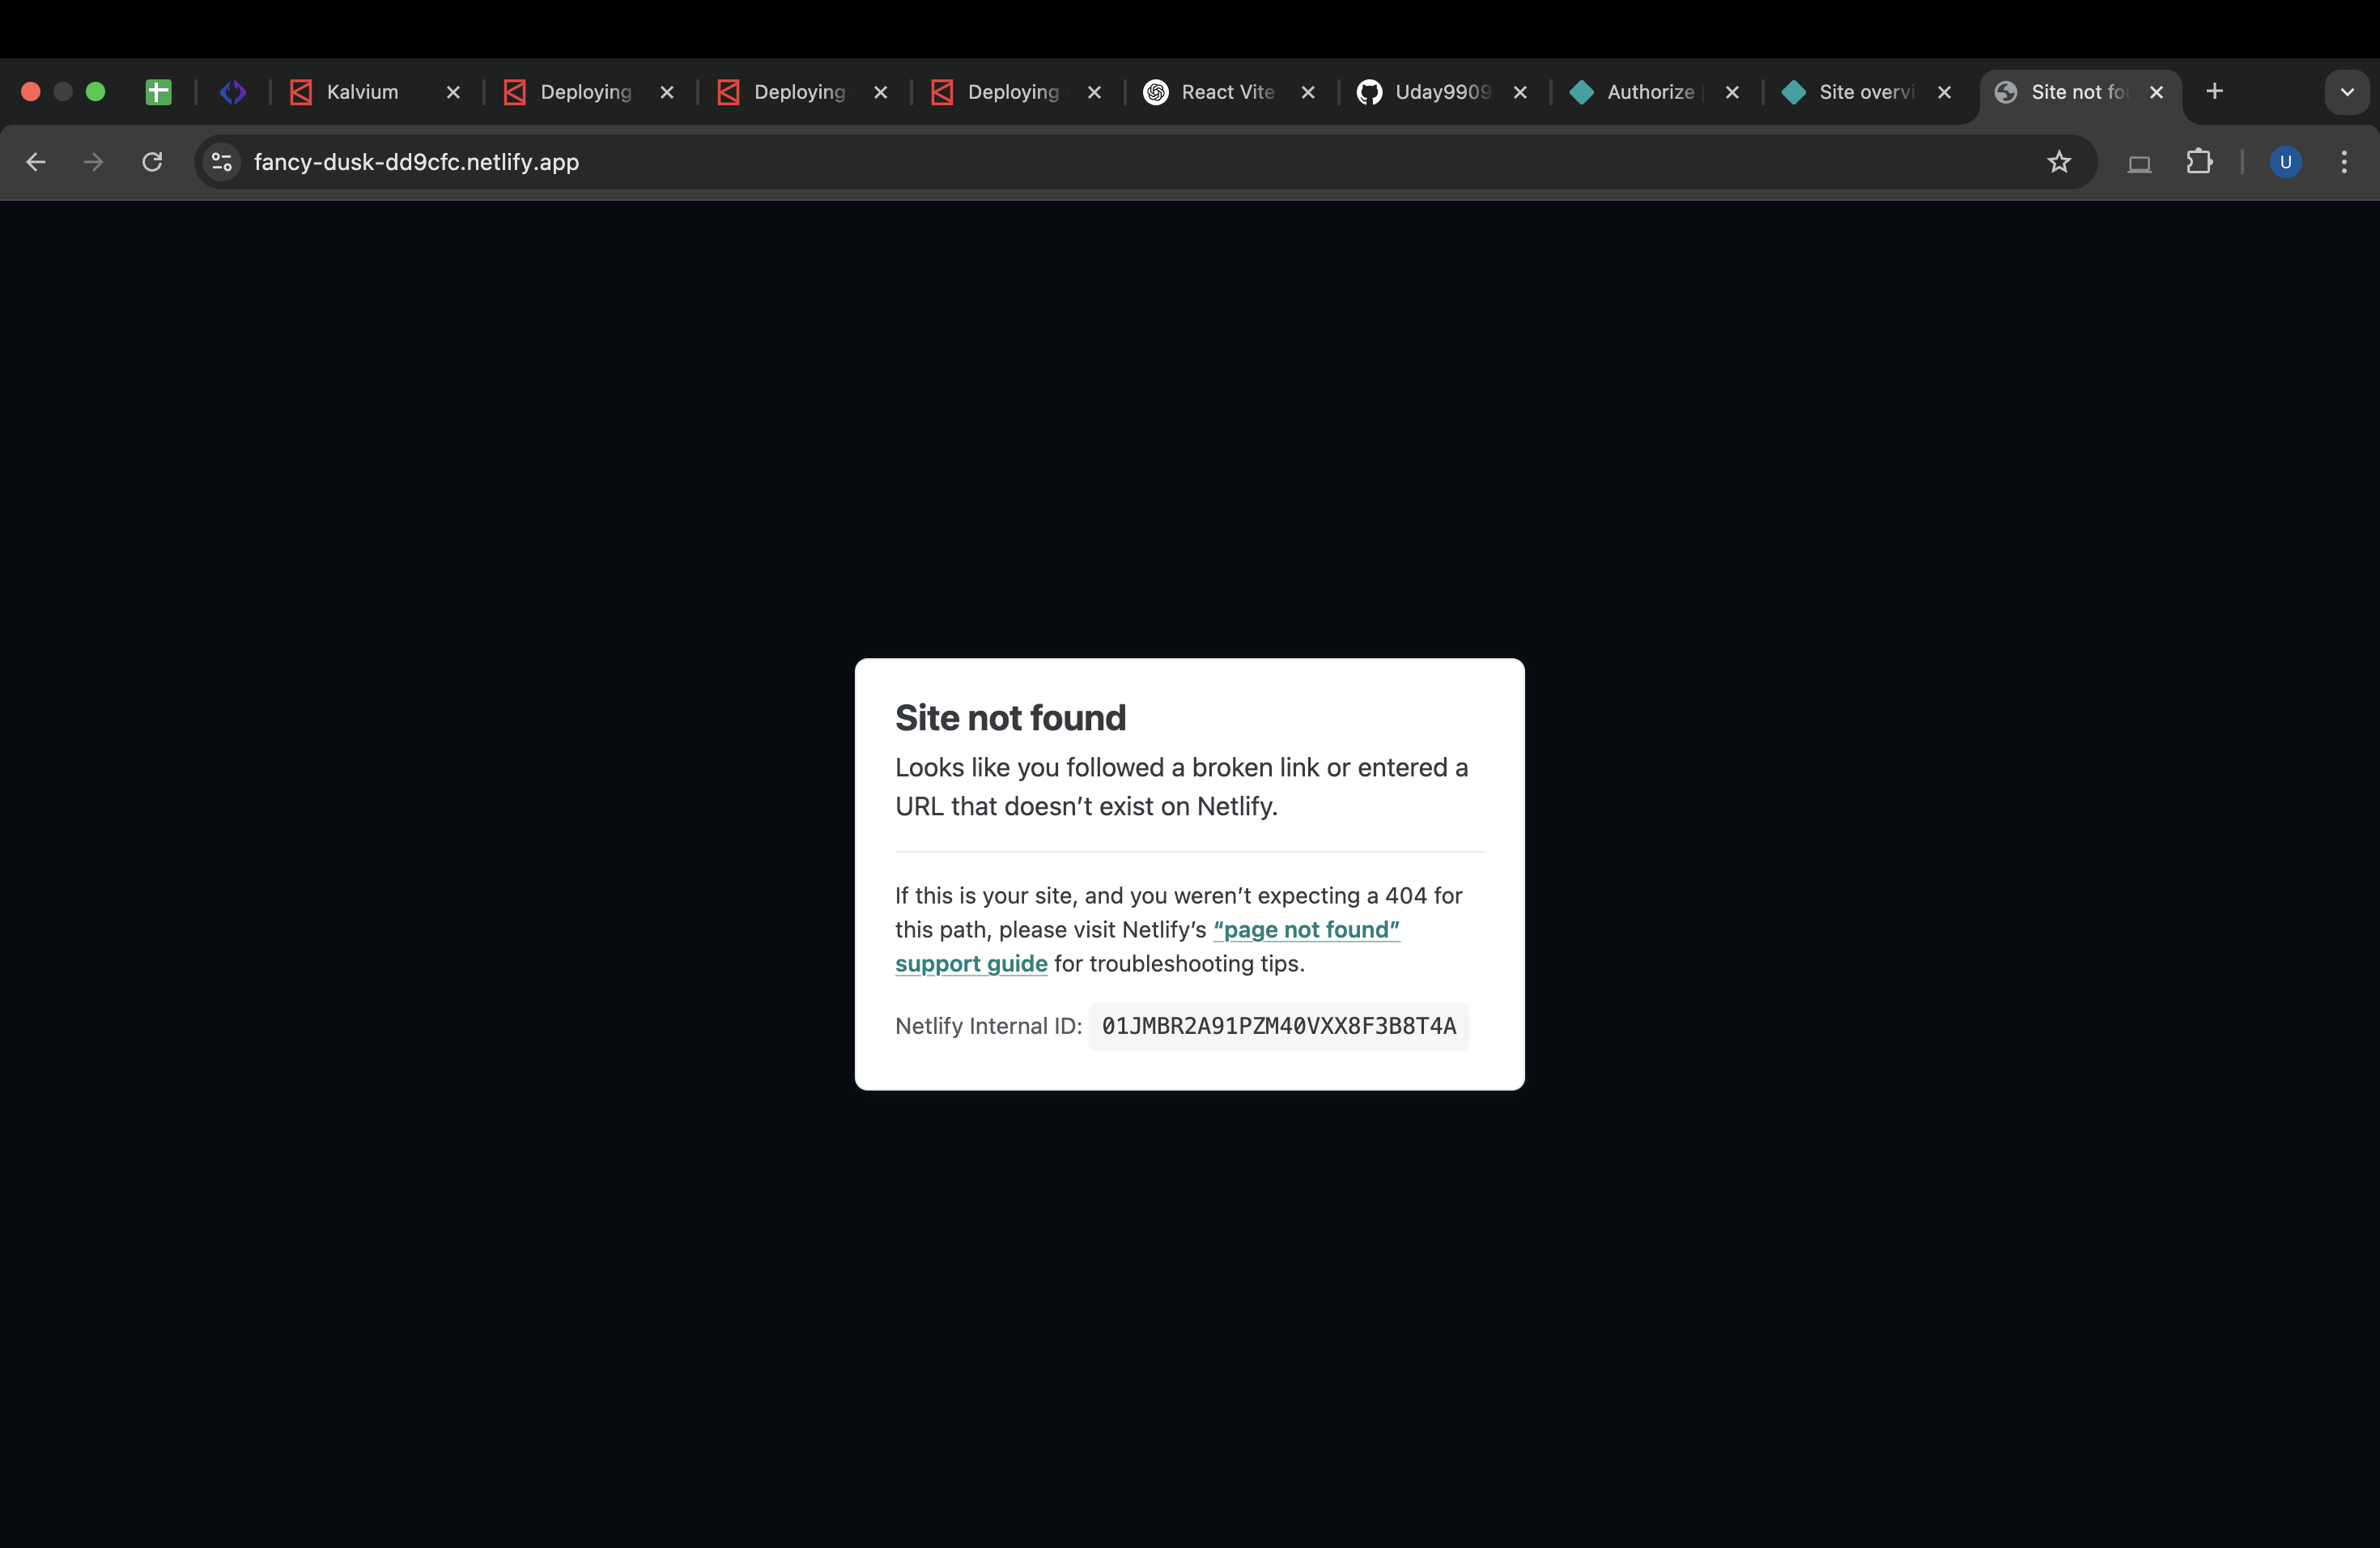 Kalvium
Deploying
Deploying
Deploying
React Vite
Uday9909
Authorize
Site overvi
Site not fo
fancy-dusk-dd9cfc.netlify.app
U
Site not found
Looks like you followed a broken link or entered a
URL that doesn’t exist on Netlify.
If this is your site, and you weren’t expecting a 404 for
this path, please visit Netlify’s “page not found”
support guide for troubleshooting tips.
Netlify Internal ID: 01JMBR2A91PZM40VXX8F3B8T4A